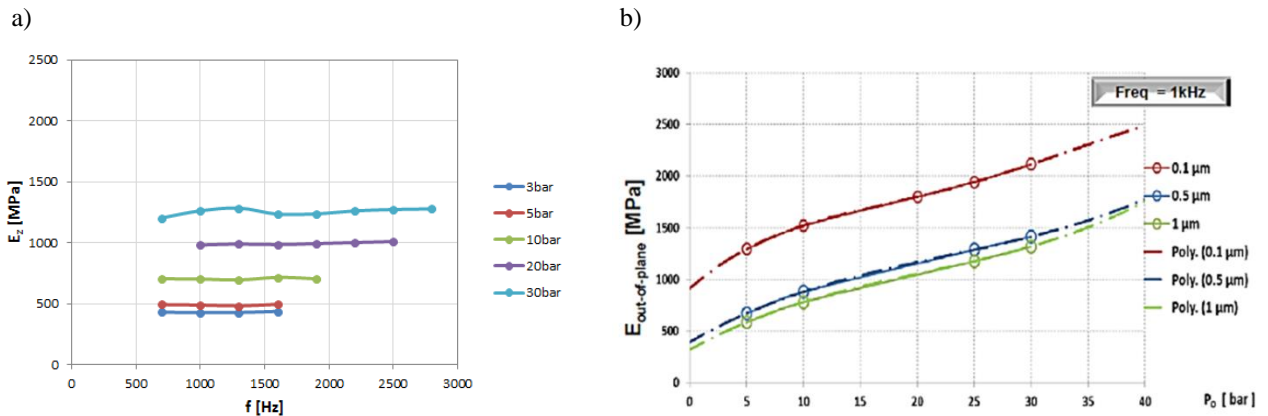 a)
b)
2500
2000
1500
1000
500
0
0
500
1000
1500
2000
2500
3000
E_z [MPa]
f [Hz]
3bar
5bar
10bar
20bar
30bar
3000
2500
2000
1500
1000
500
0
0
5
10
15
20
25
30
35
40
E_out-of-plane [MPa]
P_o [ bar ]
Freq = 1kHz
0.1 µm
0.5 µm
1 µm
Poly. (0.1 µm)
Poly. (0.5 µm)
Poly. (1 µm)